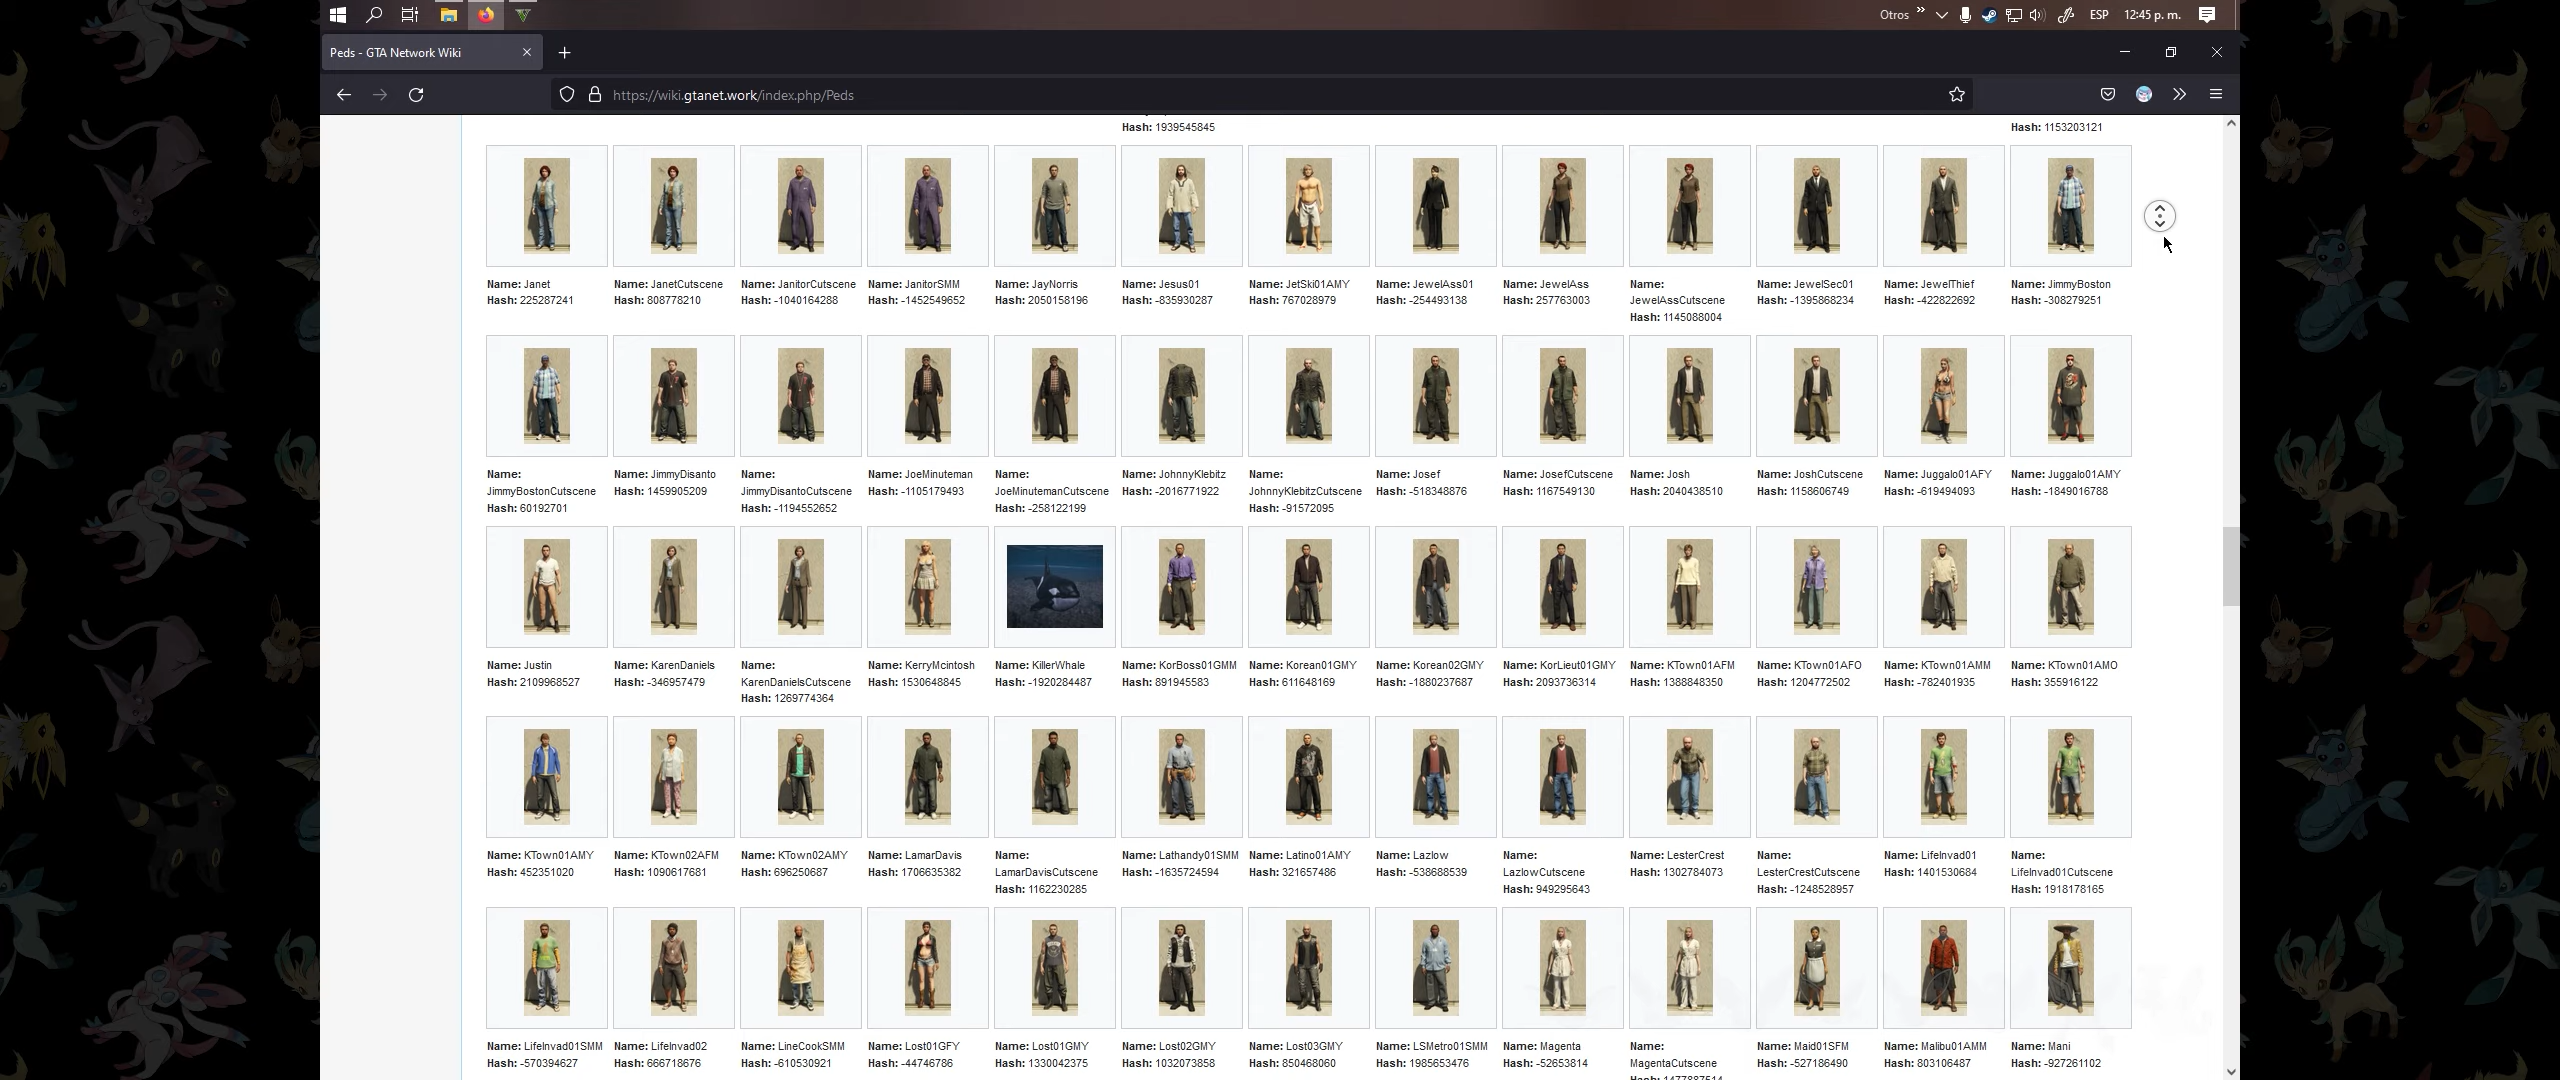 Otros
ESP
12:45 p. m.
Peds - GTA Network Wiki
https://wiki.gtanet.work/index.php/Peds
Hash: 1939545845
Hash: 1153203121
Name: Janet
Hash: 225287241
Name: JanetCutscene
Hash: 808778210
Name: JanitorCutscene
Hash: -1040164288
Name: JanitorSMM
Hash: -1452549652
Name: JayNorris
Hash: 2050158196
Name: Jesus01
Hash: -835930287
Name: JetSki01AMY
Hash: 767028979
Name: JewelAss01
Hash: -254493138
Name: JewelAss
Hash: 257763003
Name:
JewelAssCutscene
Hash: 1145088004
Name: JewelSec01
Hash: -1395868234
Name: JewelThief
Hash: -422822692
Name: JimmyBoston
Hash: -308279251
Name:
JimmyBostonCutscene
Hash: 60192701
Name: JimmyDisanto
Hash: 1459905209
Name:
JimmyDisantoCutscene
Hash: -1194552652
Name: JoeMinuteman
Hash: -1105179493
Name:
JoeMinutemanCutscene
Hash: -258122199
Name: JohnnyKlebitz
Hash: -2016771922
Name:
JohnnyKlebitzCutscene
Hash: -91572095
Name: Josef
Hash: -518348876
Name: JosefCutscene
Hash: 1167549130
Name: Josh
Hash: 2040438510
Name: JoshCutscene
Hash: 1158606749
Name: Juggalo01AFY
Hash: -619494093
Name: Juggalo01AMY
Hash: -1849016788
Name: Justin
Hash: 2109968527
Name: KarenDaniels
Hash: -346957479
Name:
KarenDanielsCutscene
Hash: 1269774364
Name: KerryMcintosh
Hash: 1530648845
Name: KillerWhale
Hash: -1920284487
Name: KorBoss01GMM
Hash: 891945583
Name: Korean01GMY
Hash: 611648169
Name: Korean02GMY
Hash: -1880237687
Name: KorLieut01GMY
Hash: 2093736314
Name: KTown01AFM
Hash: 1388848350
Name: KTown01AFO
Hash: 1204772502
Name: KTown01AMM
Hash: -782401935
Name: KTown01AMO
Hash: 355916122
Name: KTown01AMY
Hash: 452351020
Name: KTown02AFM
Hash: 1090617681
Name: KTown02AMY
Hash: 696250687
Name: LamarDavis
Hash: 1706635382
Name:
LamarDavisCutscene
Hash: 1162230285
Name: Lathandy01SMM
Hash: -1635724594
Name: Latino01AMY
Hash: 321657486
Name: Lazlow
Hash: -538688539
Name:
LazlowCutscene
Hash: 949295643
Name: LesterCrest
Hash: 1302784073
Name:
LesterCrestCutscene
Hash: -1248528957
Name: LifeInvad01
Hash: 1401530684
Name:
LifeInvad01Cutscene
Hash: 1918178165
Name: LifeInvad01SMM
Hash: -570394627
Name: LifeInvad02
Hash: 666718676
Name: LineCookSMM
Hash: -610530921
Name: Lost01GFY
Hash: -44746786
Name: Lost01GMY
Hash: 1330042375
Name: Lost02GMY
Hash: 1032073858
Name: Lost03GMY
Hash: 850468060
Name: LSMetro01SMM
Hash: 1985653476
Name: Magenta
Hash: -52653814
Name:
MagentaCutscene
Name: Maid01SFM
Hash: -527186490
Name: Malibu01AMM
Hash: 803106487
Name: Mani
Hash: -927261102